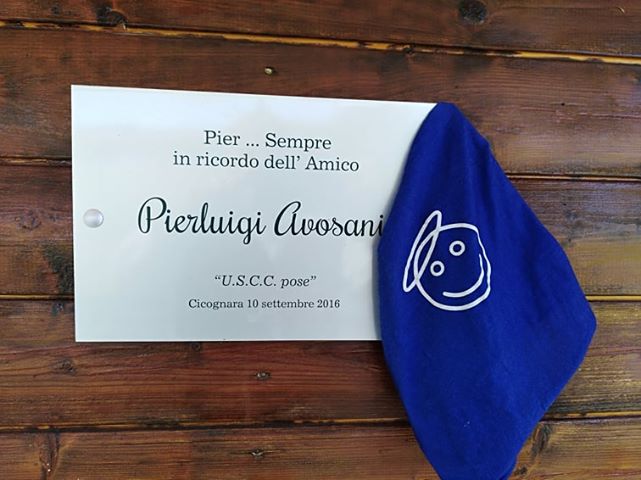 Pier ... Sempre
in ricordo dell' Amico
Pierluigi Avosani
“U.S.C.C. pose”
Cicognara 10 settembre 2016